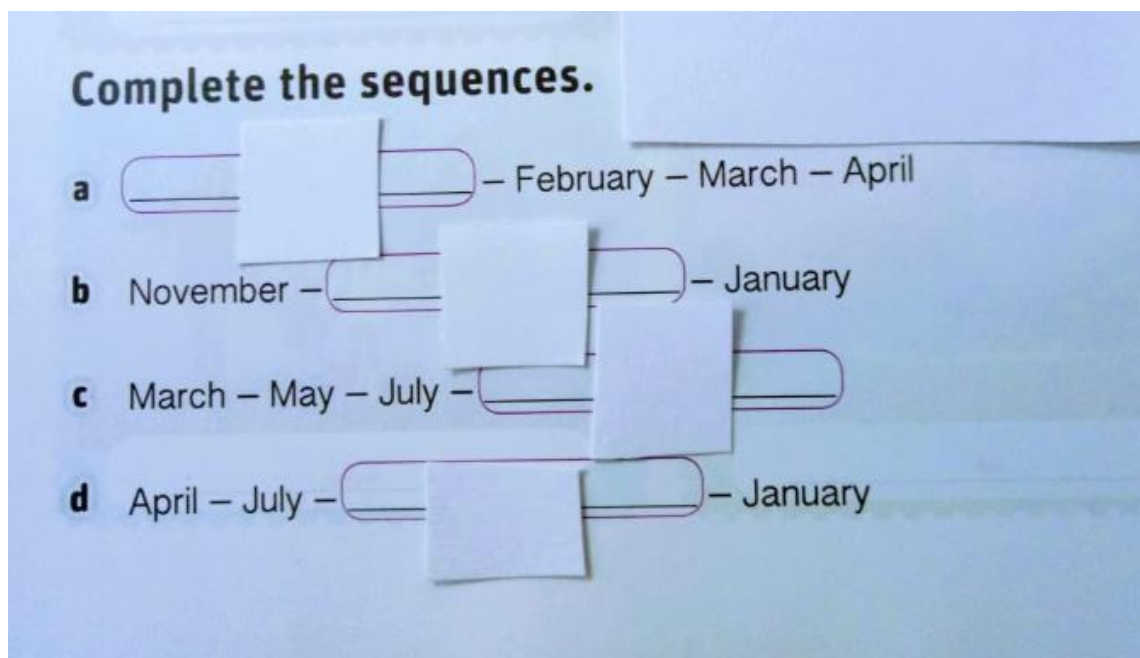 Complete the sequences.
a – February – March – April
b November – – January
c March – May – July –
d April – July – – January